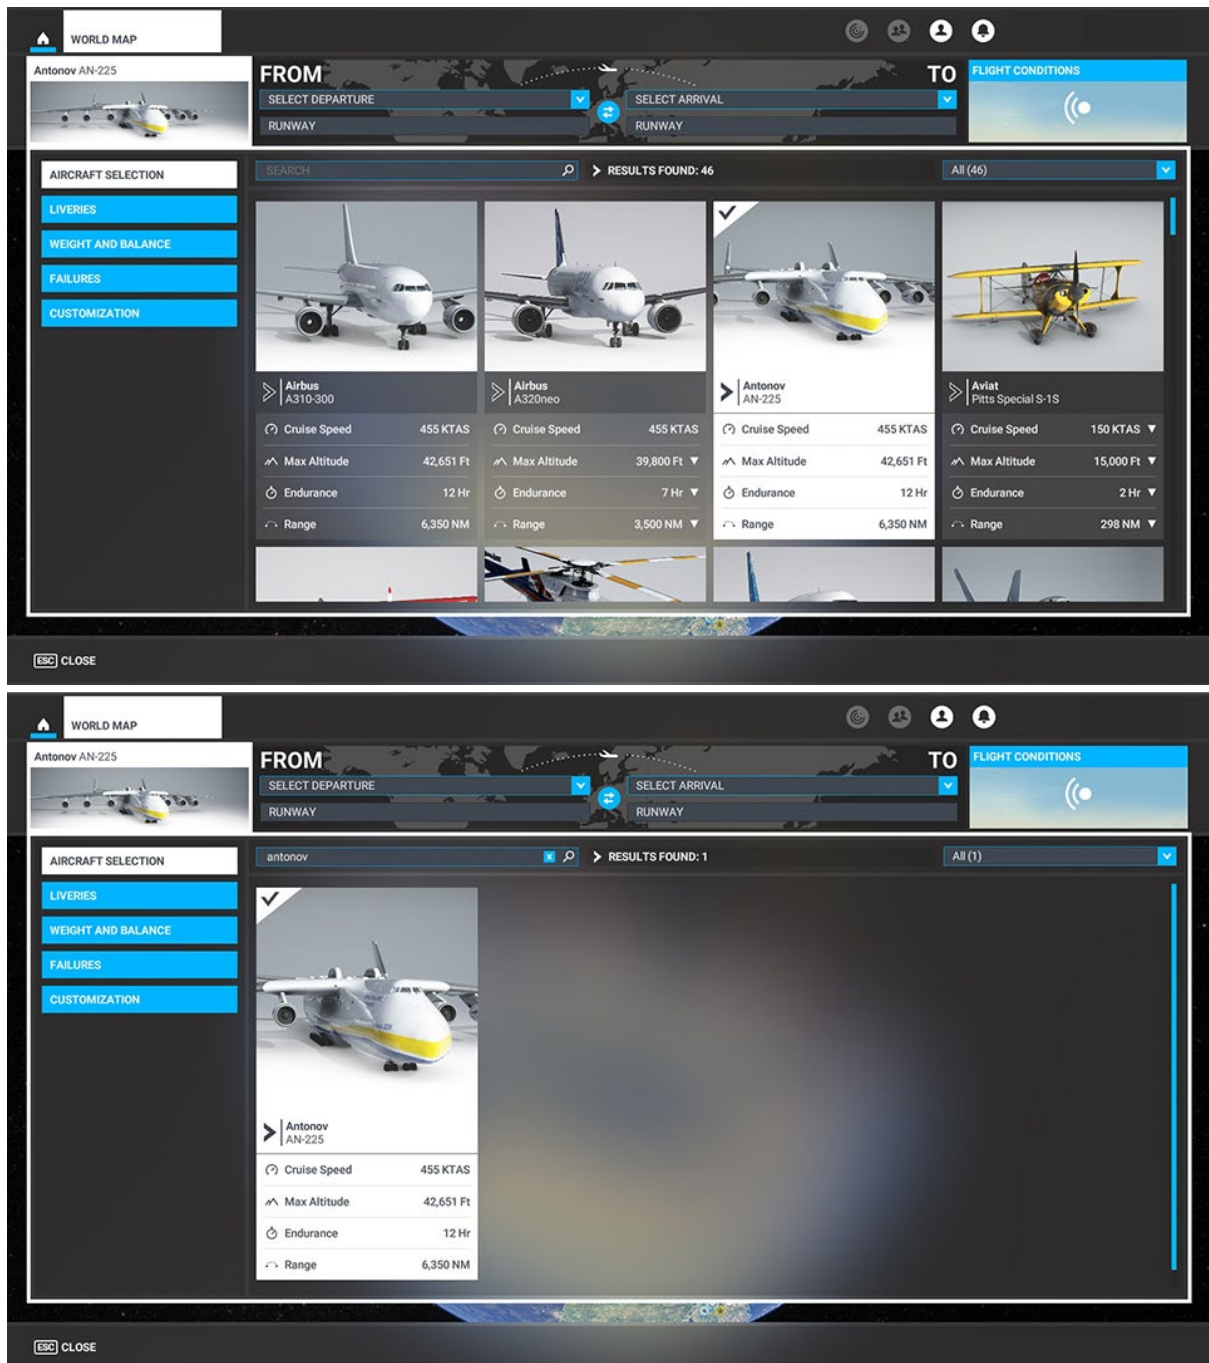 WORLD MAP
Antonov AN-225
FROM
TO
FLIGHT CONDITIONS
SELECT DEPARTURE
SELECT ARRIVAL
RUNWAY
RUNWAY
AIRCRAFT SELECTION
LIVERIES
WEIGHT AND BALANCE
FAILURES
CUSTOMIZATION
SEARCH
RESULTS FOUND: 46
All (46)
Airbus
A310-300
Cruise Speed 455 KTAS
Max Altitude 42,651 Ft
Endurance 12 Hr
Range 6,350 NM
Airbus
A320neo
Cruise Speed 455 KTAS
Max Altitude 39,800 Ft ▼
Endurance 7 Hr ▼
Range 3,500 NM ▼
Antonov
AN-225
Cruise Speed 455 KTAS
Max Altitude 42,651 Ft
Endurance 12 Hr
Range 6,350 NM
Aviat
Pitts Special S-1S
Cruise Speed 150 KTAS ▼
Max Altitude 15,000 Ft ▼
Endurance 2 Hr ▼
Range 298 NM ▼
ESC CLOSE
WORLD MAP
Antonov AN-225
FROM
TO
FLIGHT CONDITIONS
SELECT DEPARTURE
SELECT ARRIVAL
RUNWAY
RUNWAY
AIRCRAFT SELECTION
LIVERIES
WEIGHT AND BALANCE
FAILURES
CUSTOMIZATION
antonov
RESULTS FOUND: 1
All (1)
Antonov
AN-225
Cruise Speed 455 KTAS
Max Altitude 42,651 Ft
Endurance 12 Hr
Range 6,350 NM
ESC CLOSE